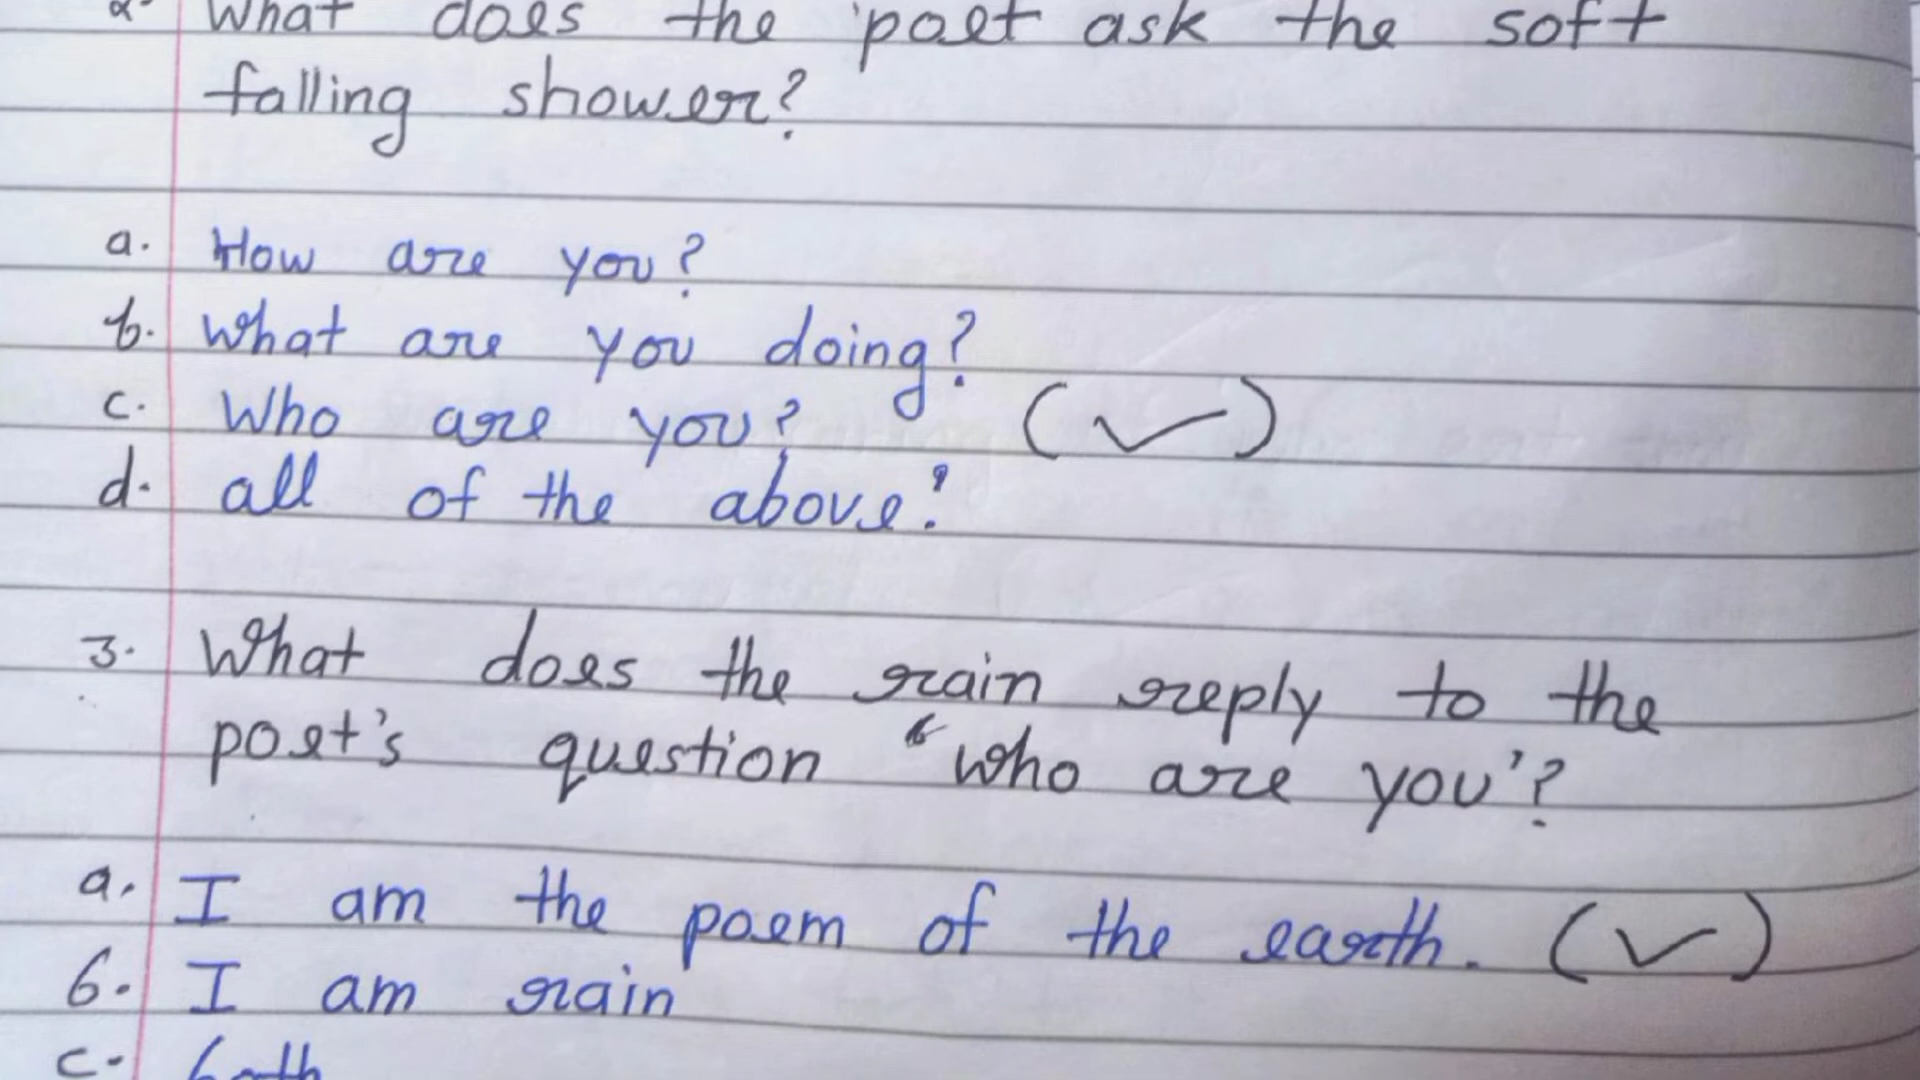 2. What does the poet ask the soft
falling shower?
a. How are you?
b. What are you doing?
c. Who are you? (✓)
d. all of the above?
3. What does the rain reply to the
poet's question “who are you'?
a. I am the poem of the earth. (✓)
b. I am rain
c. both